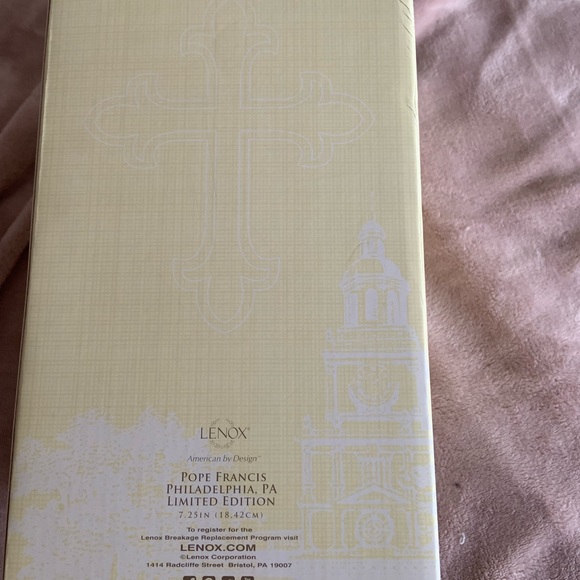 LENOX®
American by Design™
POPE FRANCIS
PHILADELPHIA, PA
LIMITED EDITION
7.25IN (18.42CM)
To register for the
Lenox Breakage Replacement Program visit
LENOX.COM
©Lenox Corporation
1414 Radcliffe Street Bristol, PA 19007